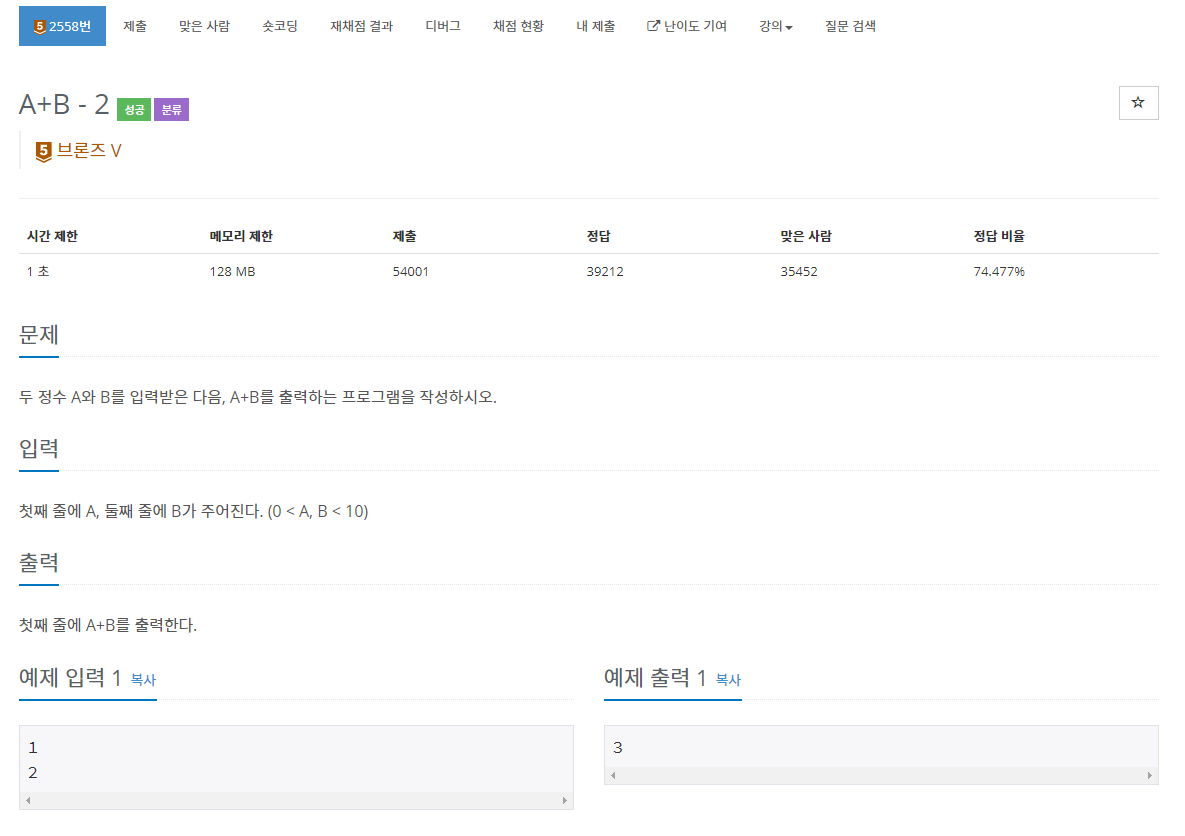 5 2558번 제출 맞은 사람 숏코딩 재채점 결과 디버그 채점 현황 내 제출 난이도 기여 강의 질문 검색
A+B - 2 성공 분류
5 브론즈 V
시간 제한 메모리 제한 제출 정답 맞은 사람 정답 비율
1 초 128 MB 54001 39212 35452 74.477%
문제
두 정수 A와 B를 입력받은 다음, A+B를 출력하는 프로그램을 작성하시오.
입력
첫째 줄에 A, 둘째 줄에 B가 주어진다. (0 < A, B < 10)
출력
첫째 줄에 A+B를 출력한다.
예제 입력 1 복사
1
2
예제 출력 1 복사
3